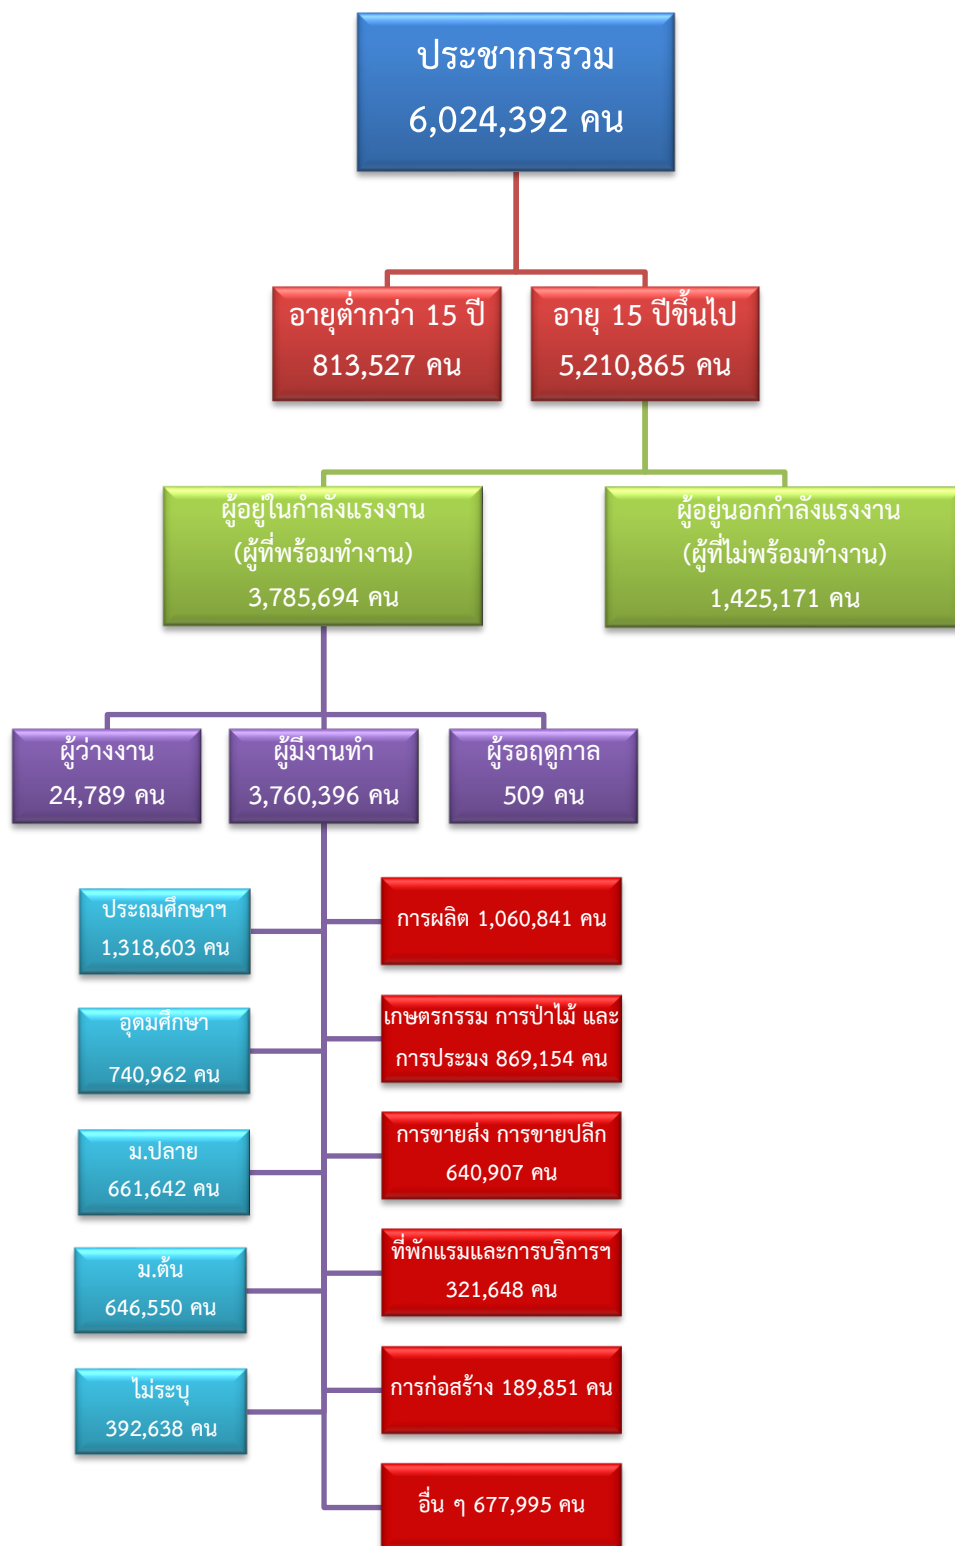 ประชากรรวม
6,024,392 คน
อายุต่ำกว่า 15 ปี
813,527 คน
อายุ 15 ปีขึ้นไป
5,210,865 คน
ผู้อยู่ในกำลังแรงงาน
(ผู้ที่พร้อมทำงาน)
3,785,694 คน
ผู้อยู่นอกกำลังแรงงาน
(ผู้ที่ไม่พร้อมทำงาน)
1,425,171 คน
ผู้ว่างงาน
24,789 คน
ผู้มีงานทำ
3,760,396 คน
ผู้รอฤดูกาล
509 คน
ประถมศึกษาฯ
1,318,603 คน
อุดมศึกษา
740,962 คน
ม.ปลาย
661,642 คน
ม.ต้น
646,550 คน
ไม่ระบุ
392,638 คน
การผลิต 1,060,841 คน
เกษตรกรรม การป่าไม้ และ
การประมง 869,154 คน
การขายส่ง การขายปลีก
640,907 คน
ที่พักแรมและการบริการฯ
321,648 คน
การก่อสร้าง 189,851 คน
อื่น ๆ 677,995 คน